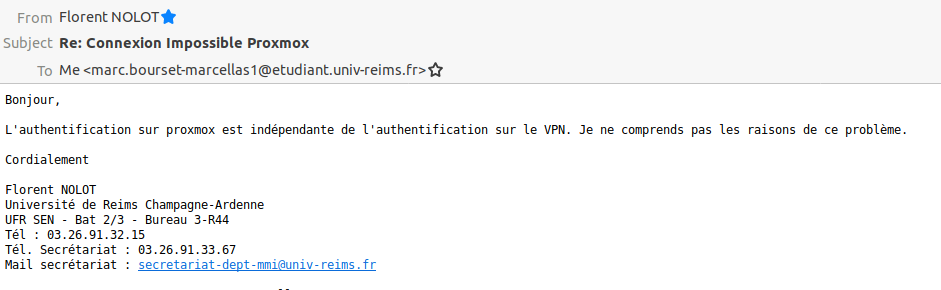 From Florent NOLOT
Subject Re: Connexion Impossible Proxmox
To Me <marc.bourset-marcellas1@etudiant.univ-reims.fr>
Bonjour,
L'authentification sur proxmox est indépendante de l'authentification sur le VPN. Je ne comprends pas les raisons de ce problème.
Cordialement
Florent NOLOT
Université de Reims Champagne-Ardenne
UFR SEN - Bat 2/3 - Bureau 3-R44
Tél : 03.26.91.32.15
Tél. Secrétariat : 03.26.91.33.67
Mail secrétariat : secretariat-dept-mmi@univ-reims.fr